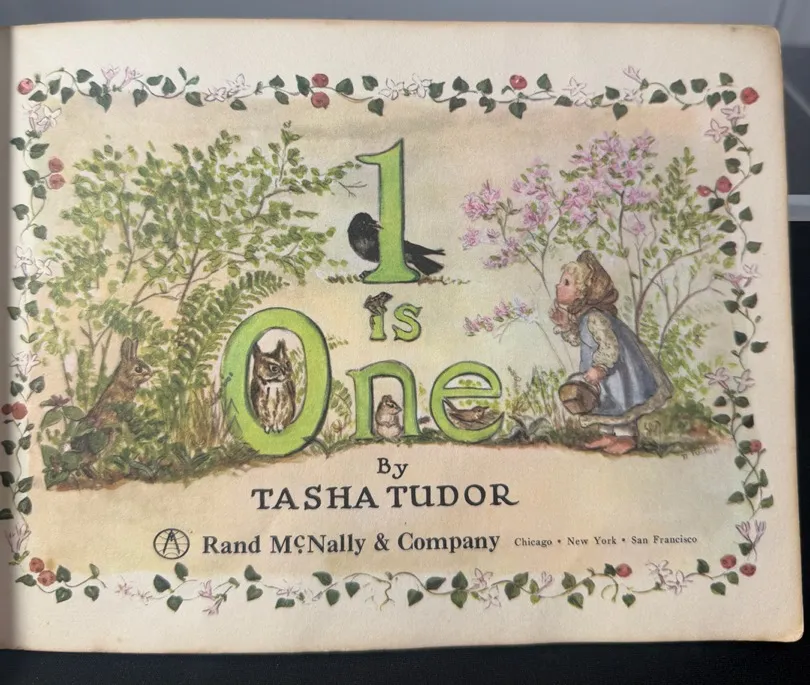 1
is
One
By
TASHA TUDOR
Rand McNally & Company Chicago • New York • San Francisco